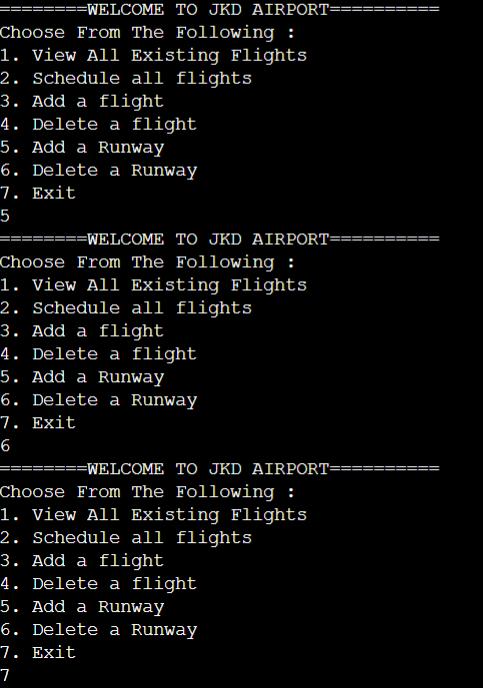 ========WELCOME TO JKD AIRPORT==========
Choose From The Following :
1. View All Existing Flights
2. Schedule all flights
3. Add a flight
4. Delete a flight
5. Add a Runway
6. Delete a Runway
7. Exit
5
========WELCOME TO JKD AIRPORT==========
Choose From The Following :
1. View All Existing Flights
2. Schedule all flights
3. Add a flight
4. Delete a flight
5. Add a Runway
6. Delete a Runway
7. Exit
6
========WELCOME TO JKD AIRPORT==========
Choose From The Following :
1. View All Existing Flights
2. Schedule all flights
3. Add a flight
4. Delete a flight
5. Add a Runway
6. Delete a Runway
7. Exit
7